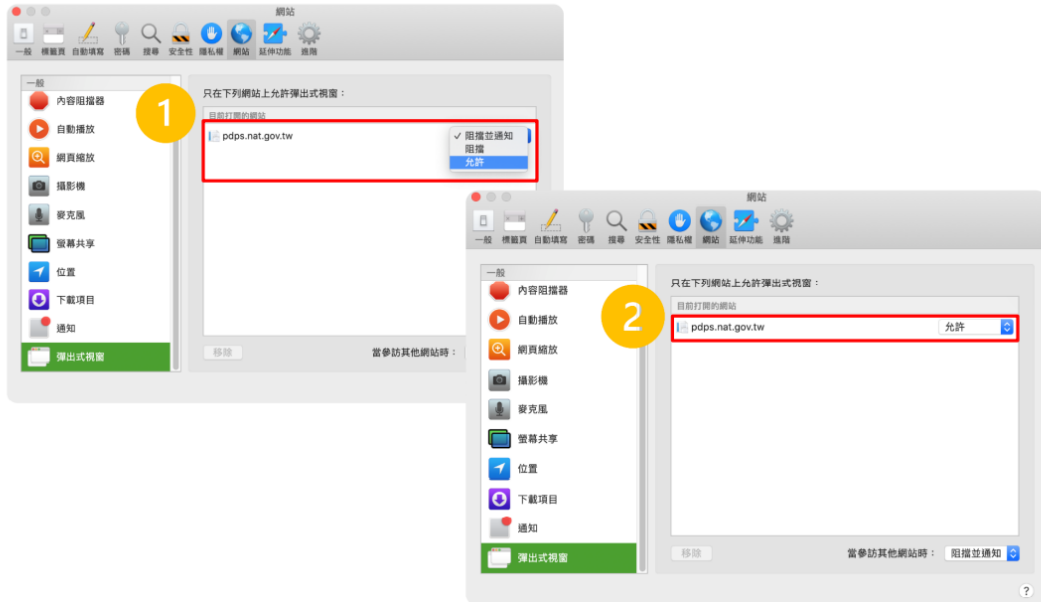 網站
一般 標籤頁 自動填寫 密碼 搜尋 安全性 隱私權 網站 延伸功能 進階
一般
內容阻擋器
自動播放
網頁縮放
攝影機
麥克風
螢幕共享
位置
下載項目
通知
彈出式視窗
1
只在下列網站上允許彈出式視窗：
目前打開的網站
pdps.nat.gov.tw
✓ 阻擋並通知
阻擋
允許
移除
當參訪其他網站時：
網站
一般 標籤頁 自動填寫 密碼 搜尋 安全性 隱私權 網站 延伸功能 進階
一般
內容阻擋器
自動播放
網頁縮放
攝影機
麥克風
螢幕共享
位置
下載項目
通知
彈出式視窗
2
只在下列網站上允許彈出式視窗：
目前打開的網站
pdps.nat.gov.tw 允許
移除
當參訪其他網站時： 阻擋並通知
?